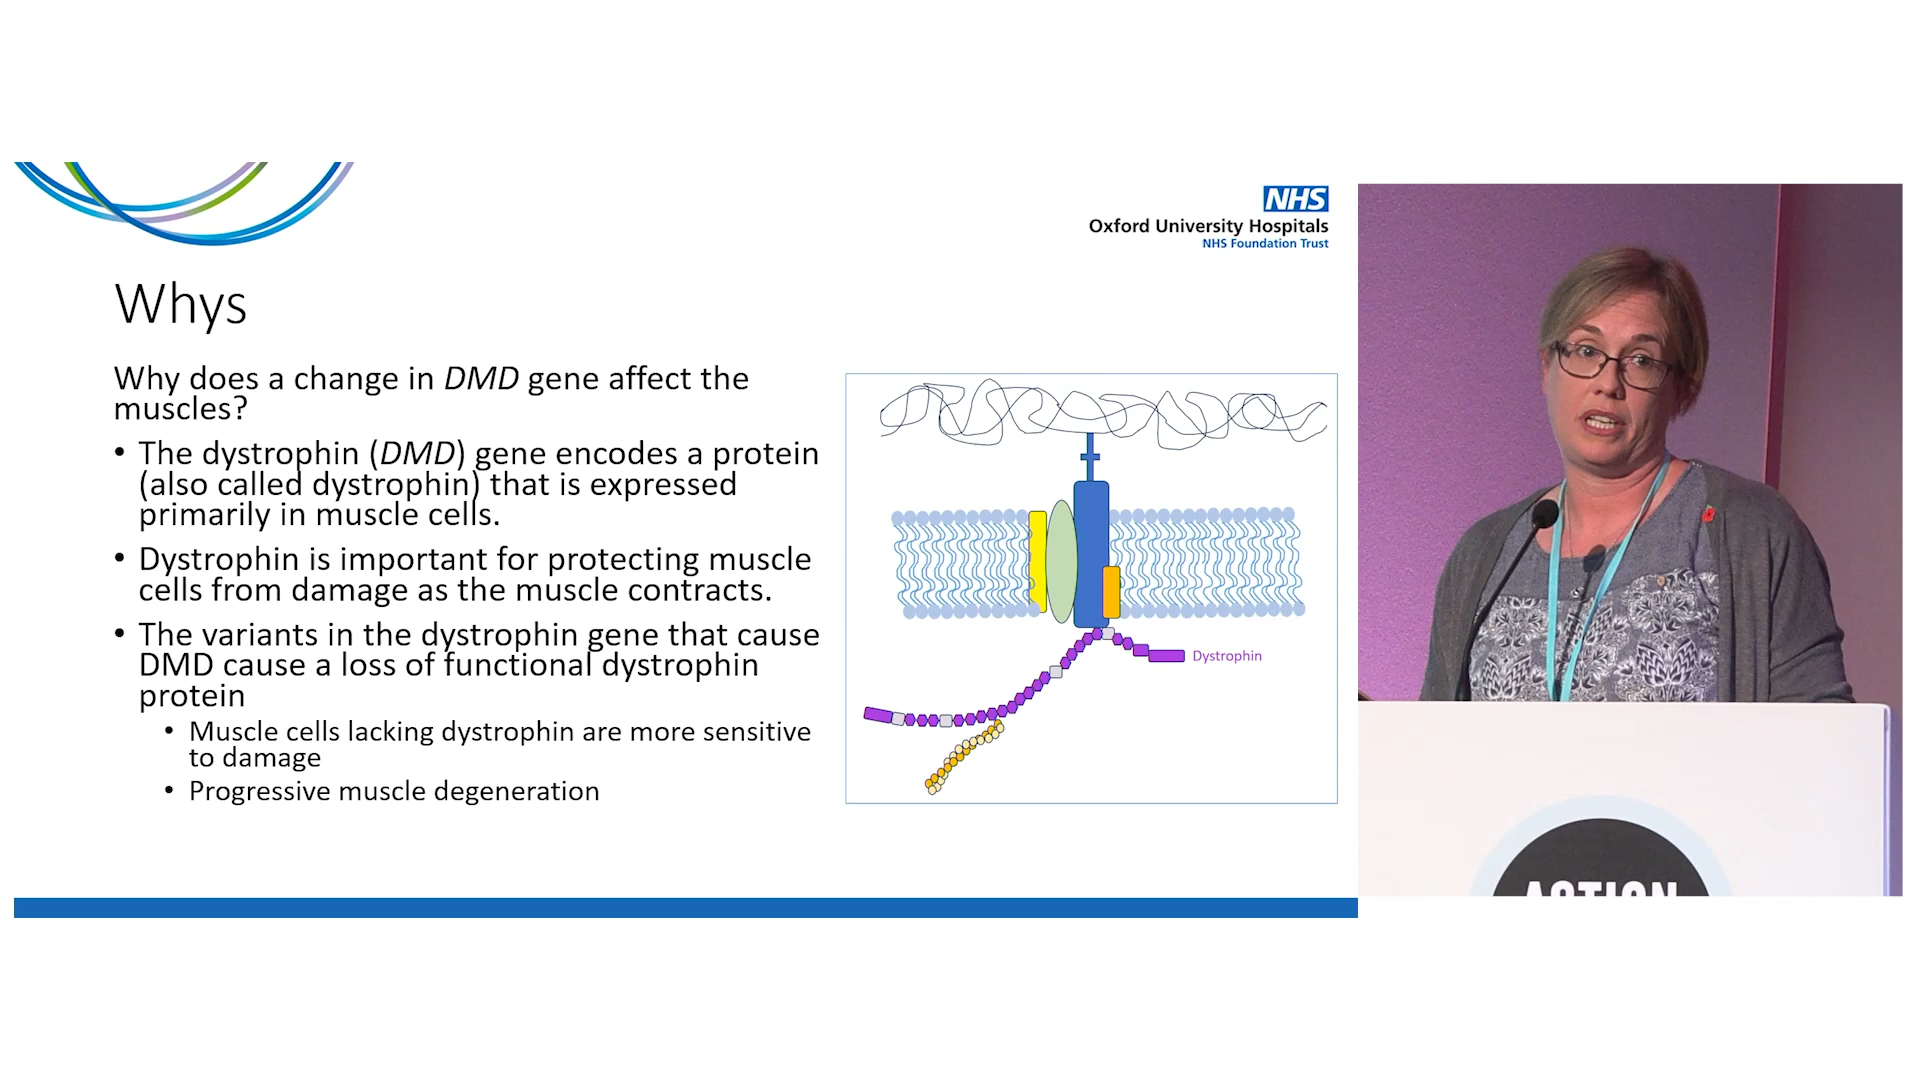 NHS
Oxford University Hospitals
NHS Foundation Trust
Whys
Why does a change in DMD gene affect the
muscles?
• The dystrophin (DMD) gene encodes a protein
(also called dystrophin) that is expressed
primarily in muscle cells.
• Dystrophin is important for protecting muscle
cells from damage as the muscle contracts.
• The variants in the dystrophin gene that cause
DMD cause a loss of functional dystrophin
protein
• Muscle cells lacking dystrophin are more sensitive
to damage
• Progressive muscle degeneration
Dystrophin
ACTION